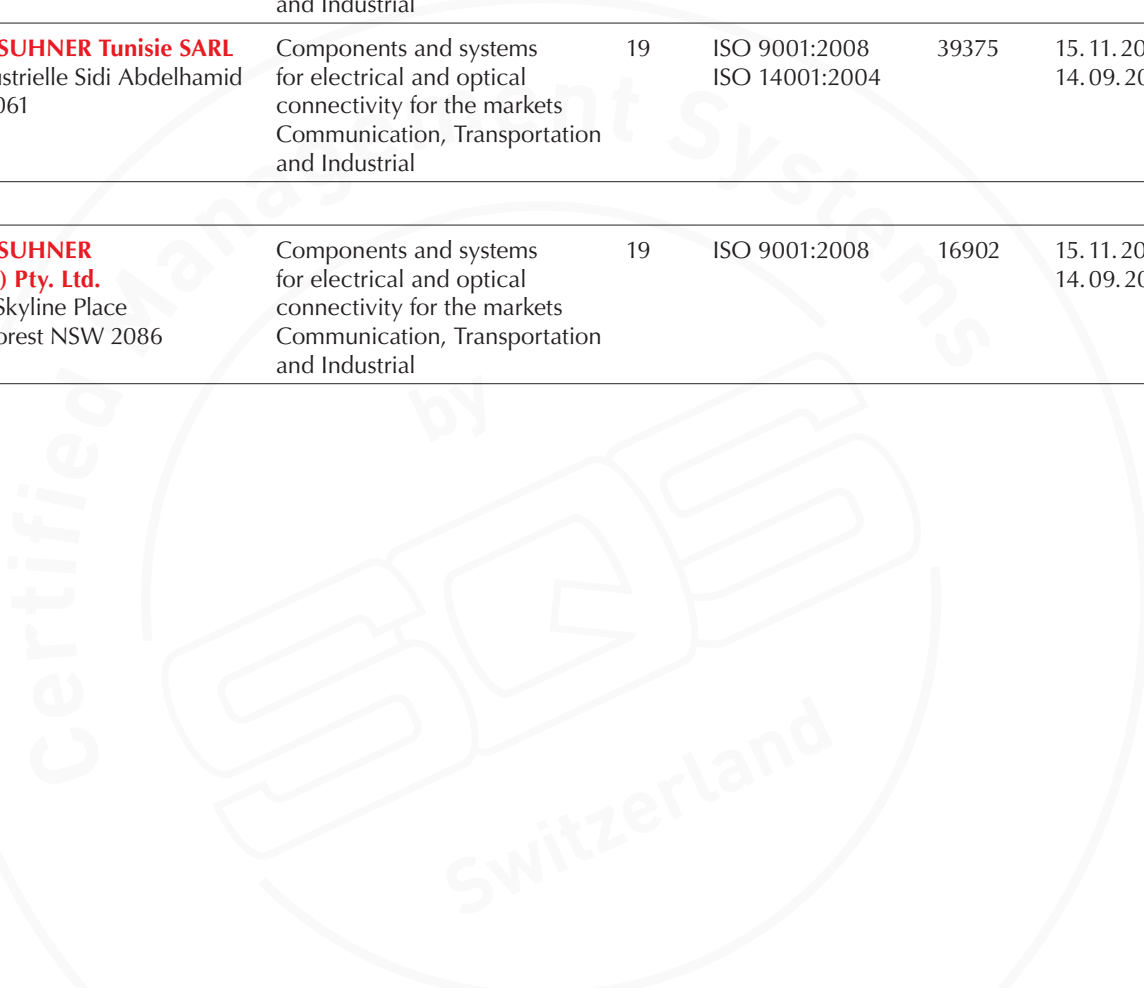 and Industrial
SUHNER Tunisie SARL Components and systems 19 ISO 9001:2008 39375 15.11.20
ustrielle Sidi Abdelhamid for electrical and optical ISO 14001:2004 14.09.20
061 connectivity for the markets
Communication, Transportation
and Industrial
SUHNER Components and systems 19 ISO 9001:2008 16902 15.11.20
) Pty. Ltd. for electrical and optical 14.09.20
Skyline Place connectivity for the markets
orest NSW 2086 Communication, Transportation
and Industrial
Certified Management Systems
by
SQS
Switzerland